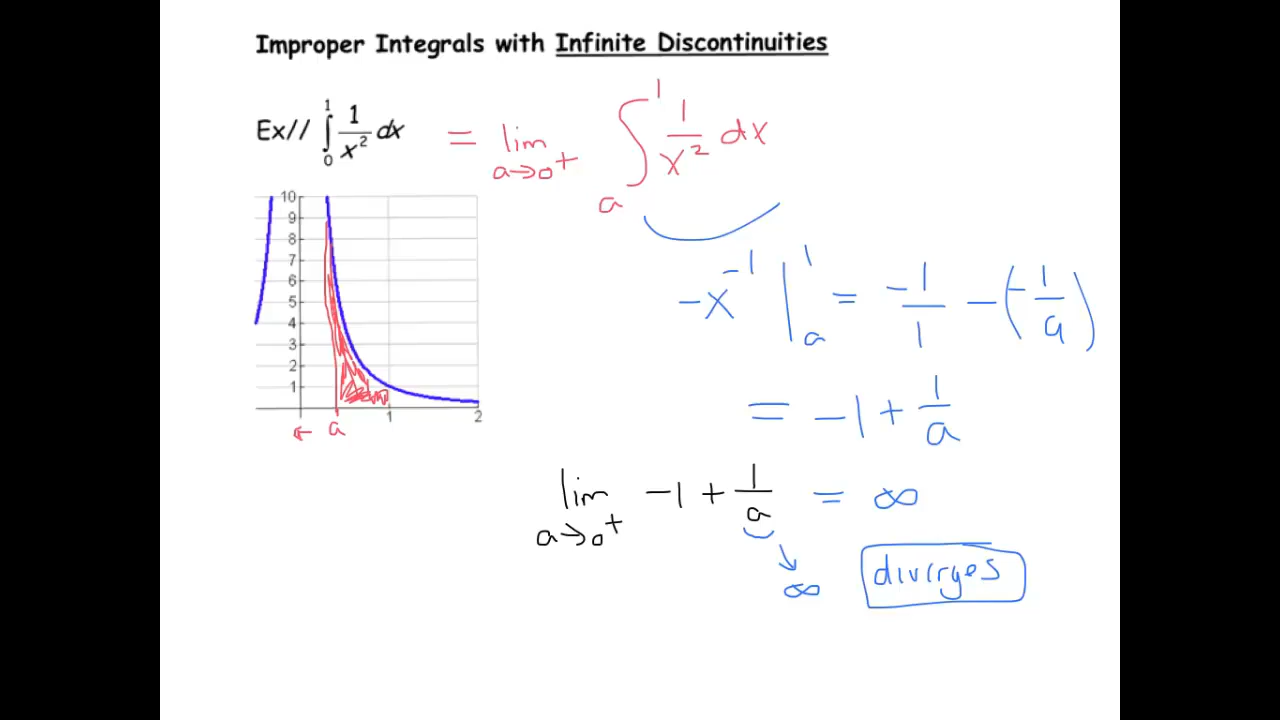 Improper Integrals with Infinite Discontinuities
Ex// ∫₀¹ 1/x² dx = lim a→0⁺ ∫ₐ¹ 1/x² dx
10
9
8
7
6
5
4
3
2
1
1 2
← a
-x⁻¹ |ₐ¹ = -1/1 - (-1/a)
= -1 + 1/a
lim a→0⁺ -1 + 1/a = ∞
∞ diverges